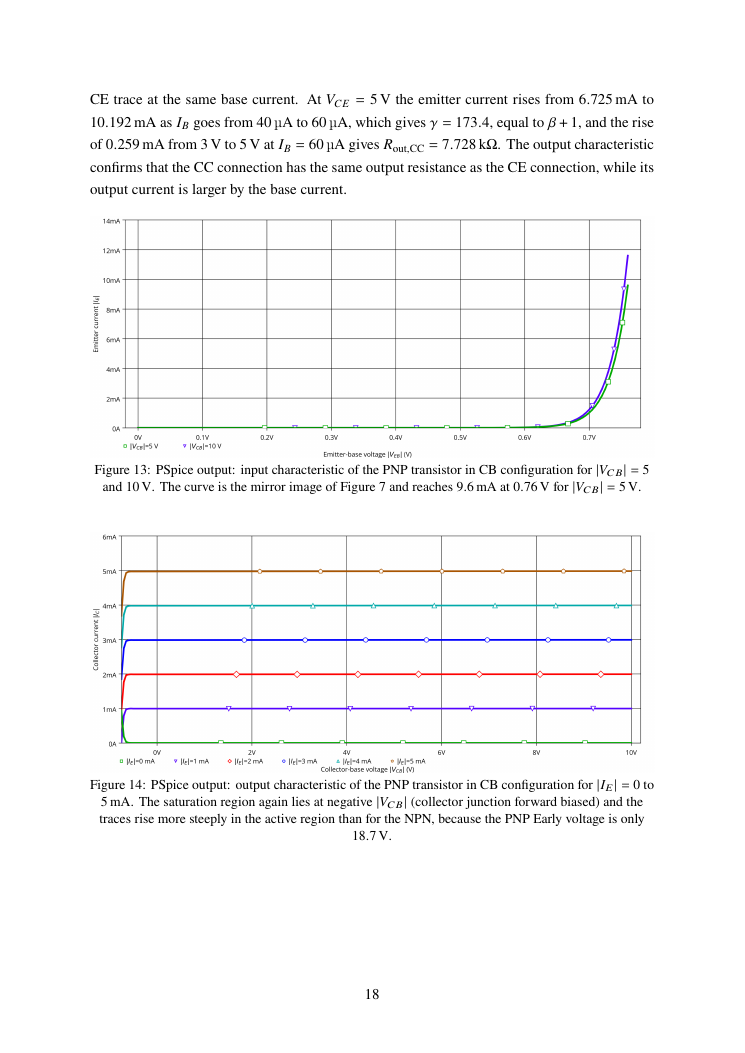 CE trace at the same base current. At V_CE = 5 V the emitter current rises from 6.725 mA to
10.192 mA as I_B goes from 40 µA to 60 µA, which gives γ = 173.4, equal to β + 1, and the rise
of 0.259 mA from 3 V to 5 V at I_B = 60 µA gives R_out,CC = 7.728 kΩ. The output characteristic
confirms that the CC connection has the same output resistance as the CE connection, while its
output current is larger by the base current.
14mA
12mA
10mA
8mA
6mA
4mA
2mA
0A
Emitter current |I_E|
0V 0.1V 0.2V 0.3V 0.4V 0.5V 0.6V 0.7V
|V_CB|=5 V |V_CB|=10 V
Emitter-base voltage |V_EB| (V)
Figure 13: PSpice output: input characteristic of the PNP transistor in CB configuration for |V_CB| = 5
and 10 V. The curve is the mirror image of Figure 7 and reaches 9.6 mA at 0.76 V for |V_CB| = 5 V.
6mA
5mA
4mA
3mA
2mA
1mA
0A
Collector current |I_C|
0V 2V 4V 6V 8V 10V
|I_E|=0 mA |I_E|=1 mA |I_E|=2 mA |I_E|=3 mA |I_E|=4 mA |I_E|=5 mA
Collector-base voltage |V_CB| (V)
Figure 14: PSpice output: output characteristic of the PNP transistor in CB configuration for |I_E| = 0 to
5 mA. The saturation region again lies at negative |V_CB| (collector junction forward biased) and the
traces rise more steeply in the active region than for the NPN, because the PNP Early voltage is only
18.7 V.
18